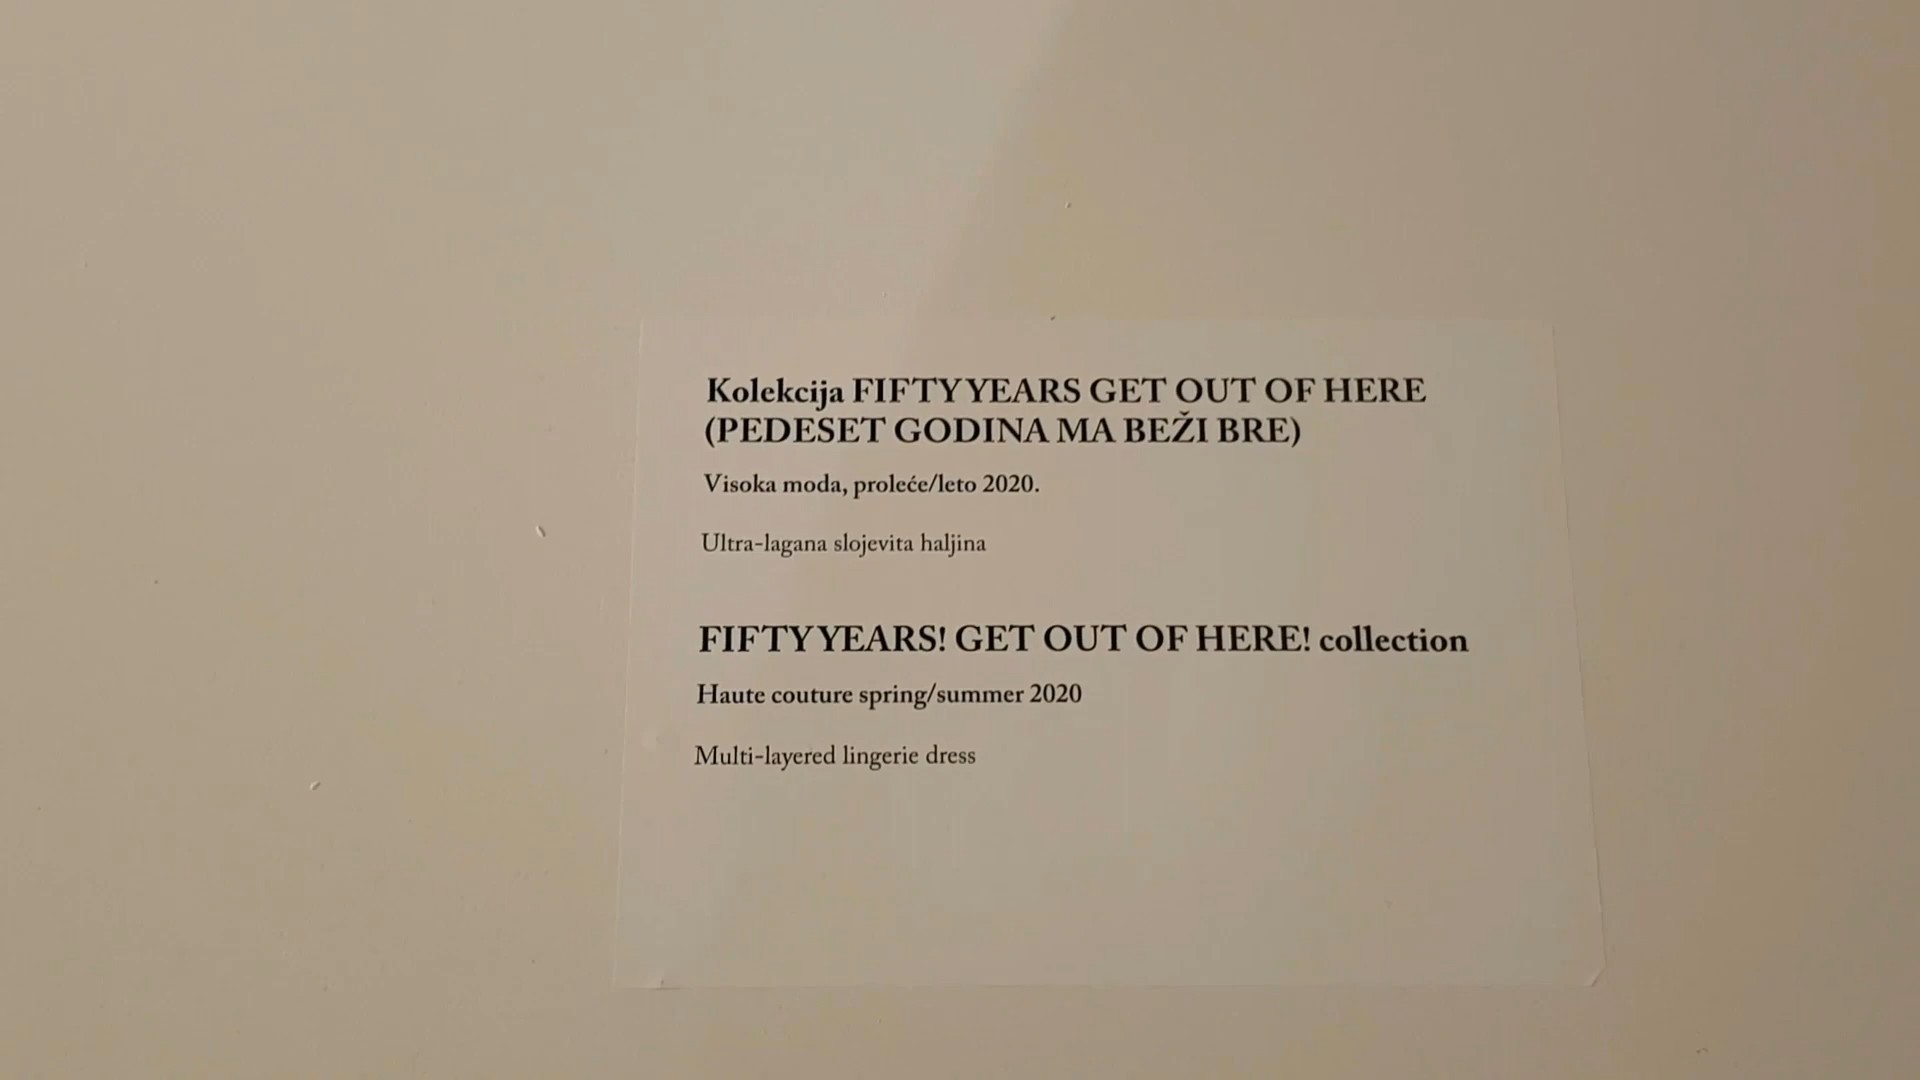 Kolekcija FIFTY YEARS GET OUT OF HERE
(PEDESET GODINA MA BEŽI BRE)
Visoka moda, proleće/leto 2020.
Ultra-lagana slojevita haljina
FIFTY YEARS! GET OUT OF HERE! collection
Haute couture spring/summer 2020
Multi-layered lingerie dress